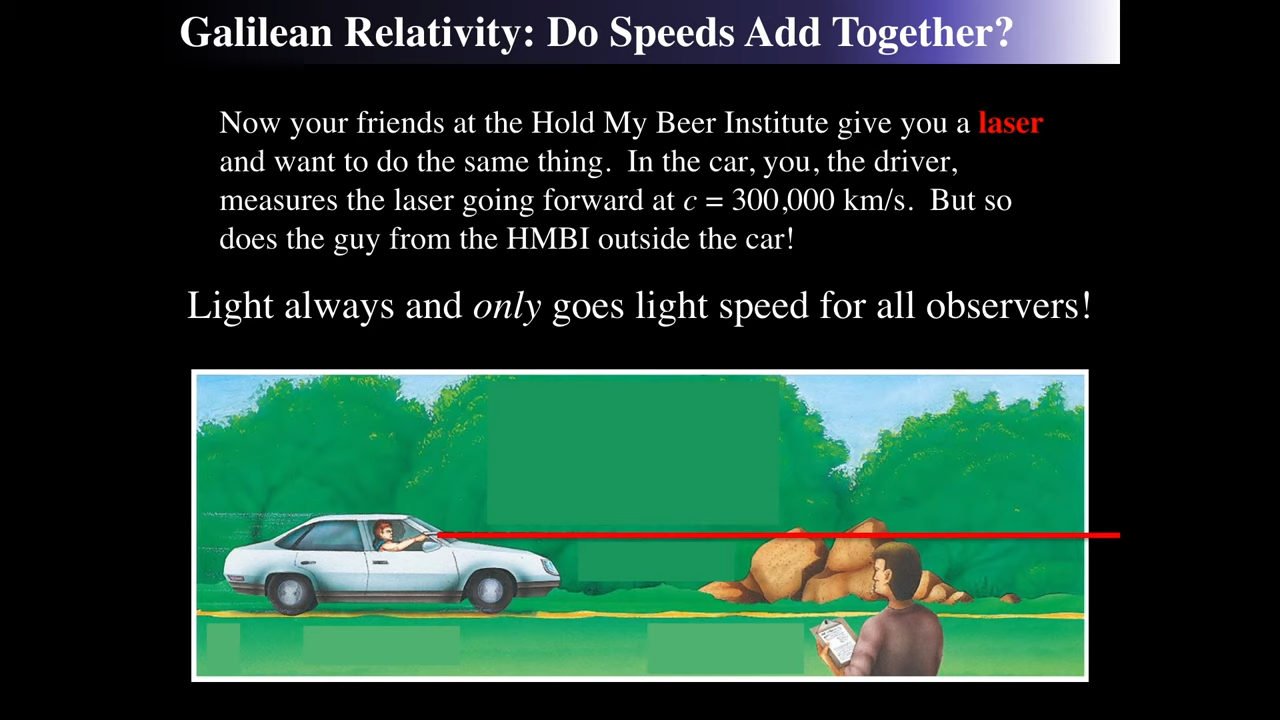 Galilean Relativity: Do Speeds Add Together?
Now your friends at the Hold My Beer Institute give you a laser
and want to do the same thing.  In the car, you, the driver,
measures the laser going forward at c = 300,000 km/s.  But so
does the guy from the HMBI outside the car!
Light always and only goes light speed for all observers!